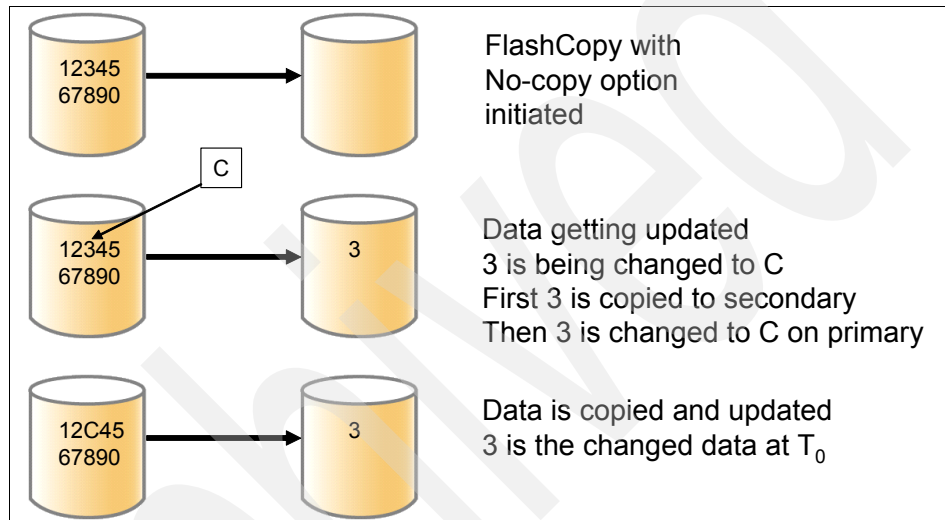 12345
67890
FlashCopy with
No-copy option
initiated
C
12345
67890
3
Data getting updated
3 is being changed to C
First 3 is copied to secondary
Then 3 is changed to C on primary
12C45
67890
3
Data is copied and updated
3 is the changed data at T0